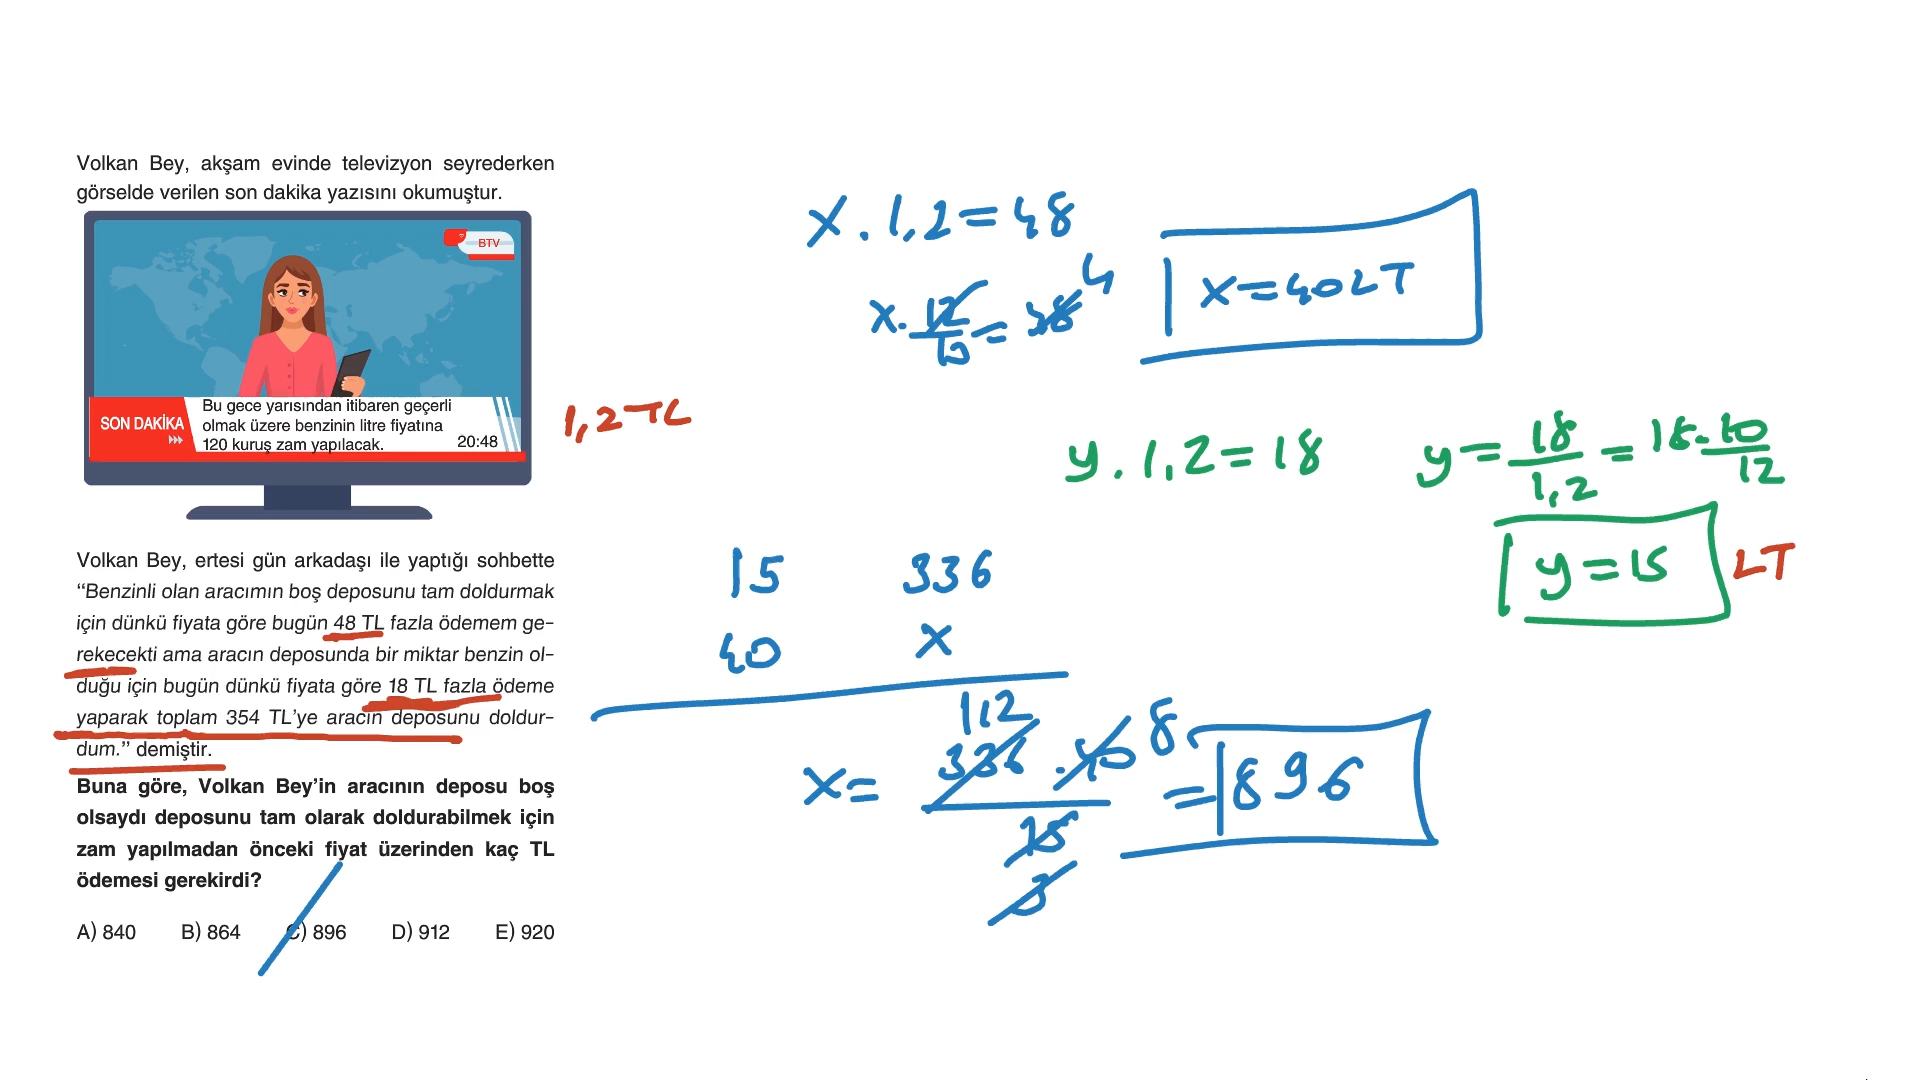 Volkan Bey, akşam evinde televizyon seyrederken
görselde verilen son dakika yazısını okumuştur.
BTV
SON DAKİKA
Bu gece yarısından itibaren geçerli
olmak üzere benzinin litre fiyatına
120 kuruş zam yapılacak.
20:48
1,2 TL
Volkan Bey, ertesi gün arkadaşı ile yaptığı sohbette
“Benzinli olan aracımın boş deposunu tam doldurmak
için dünkü fiyata göre bugün 48 TL fazla ödemem ge-
rekecekti ama aracın deposunda bir miktar benzin ol-
duğu için bugün dünkü fiyata göre 18 TL fazla ödeme
yaparak toplam 354 TL’ye aracın deposunu doldur-
dum.” demiştir.
Buna göre, Volkan Bey’in aracının deposu boş
olsaydı deposunu tam olarak doldurabilmek için
zam yapılmadan önceki fiyat üzerinden kaç TL
ödemesi gerekirdi?
A) 840 B) 864 C) 896 D) 912 E) 920
x . 1,2 = 48
x . 12/10 = 48 4
x = 40 LT
y . 1,2 = 18
y = 18/1,2 = 18 . 10/12
y = 15 LT
15 336
40 x
x = 336 . 40 / 15 = 896
112
8
3